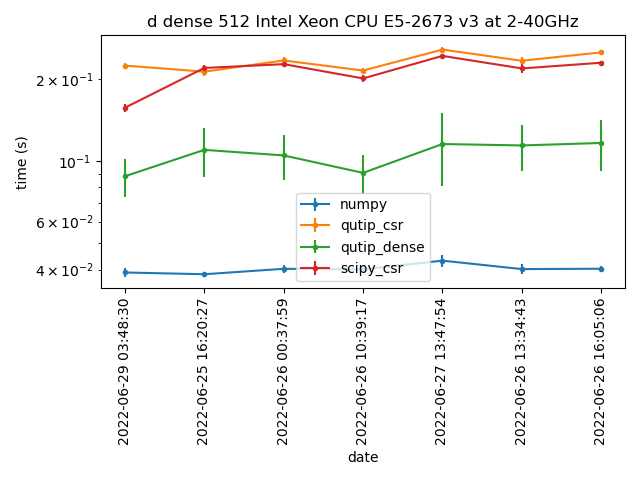 d dense 512 Intel Xeon CPU E5-2673 v3 at 2-40GHz
time (s)
2 × 10⁻¹
10⁻¹
6 × 10⁻²
4 × 10⁻²
numpy
qutip_csr
qutip_dense
scipy_csr
2022-06-29 03:48:30
2022-06-25 16:20:27
2022-06-26 00:37:59
2022-06-26 10:39:17
2022-06-27 13:47:54
2022-06-26 13:34:43
2022-06-26 16:05:06
date